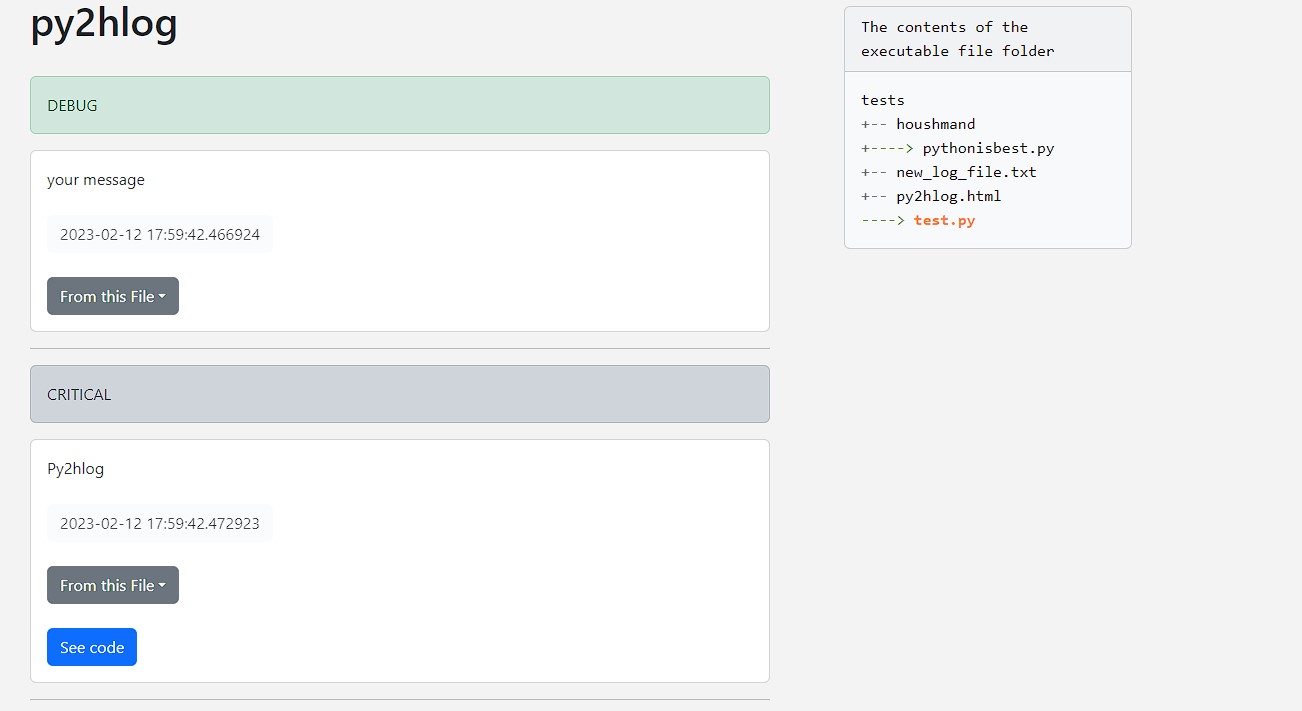 py2hlog
DEBUG
your message
2023-02-12 17:59:42.466924
From this File
CRITICAL
Py2hlog
2023-02-12 17:59:42.472923
From this File
See code
The contents of the
executable file folder
tests
+-- houshmand
+----> pythonisbest.py
+-- new_log_file.txt
+-- py2hlog.html
----> test.py